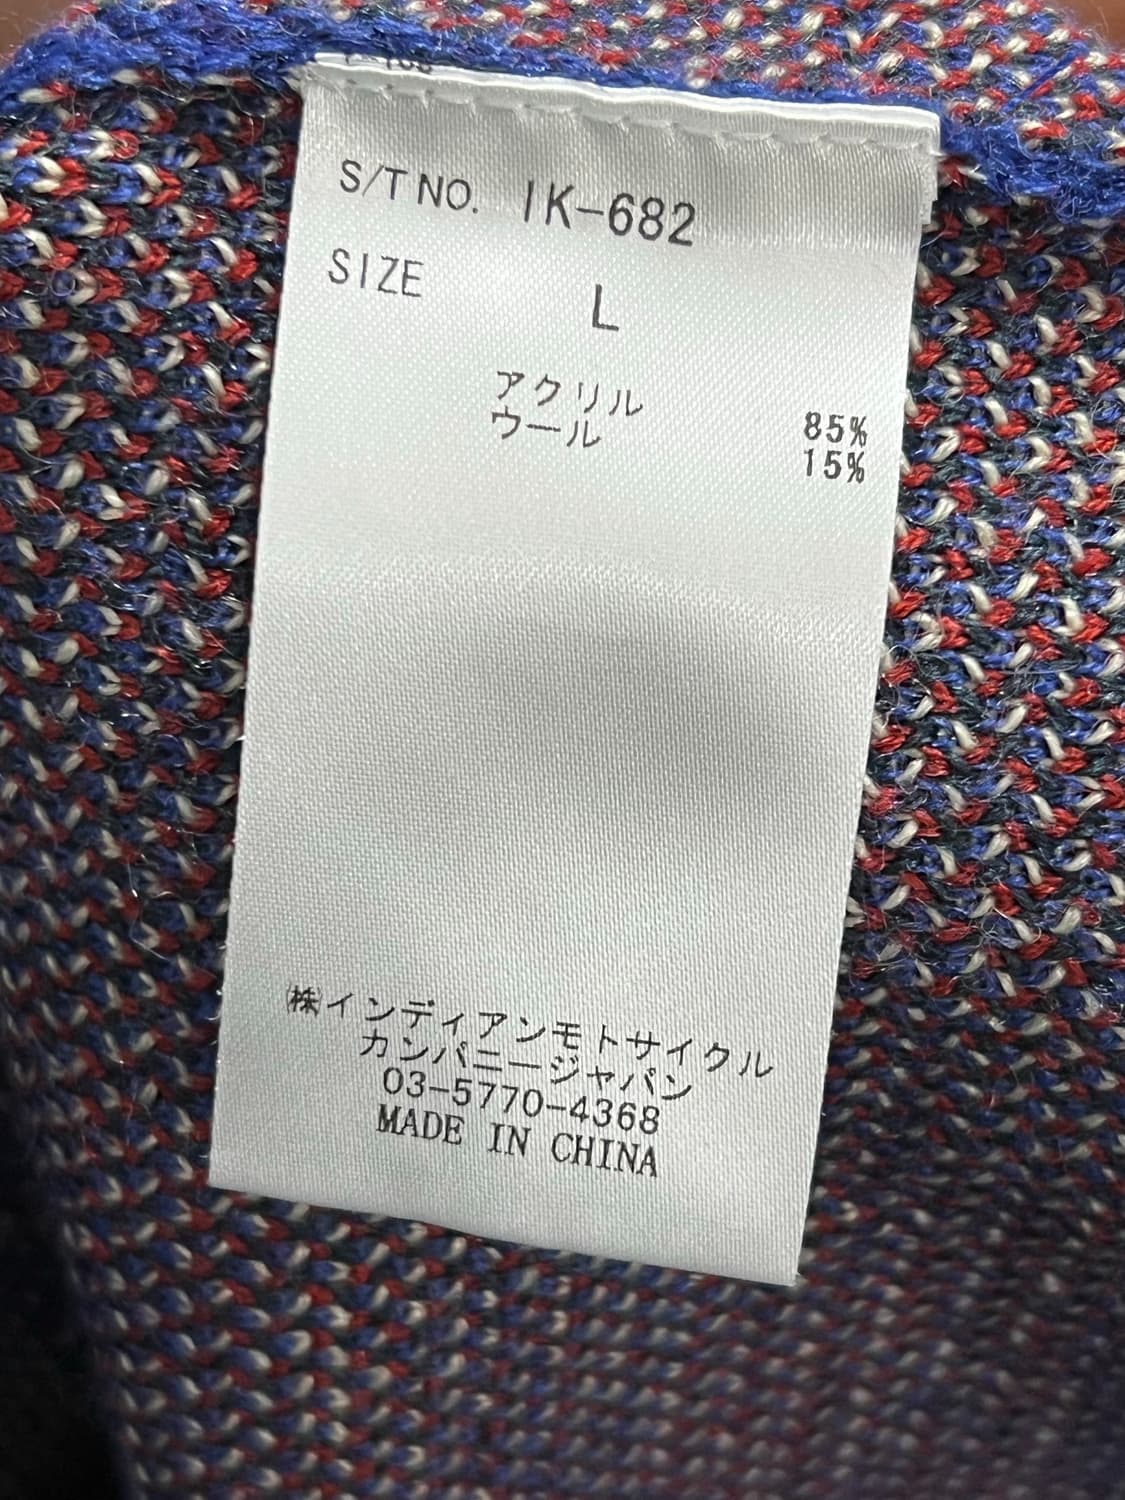 S/T NO. IK-682
SIZE L
アクリル 85%
ウール 15%
㈱インディアンモトサイクル
カンパニージャパン
03-5770-4368
MADE IN CHINA